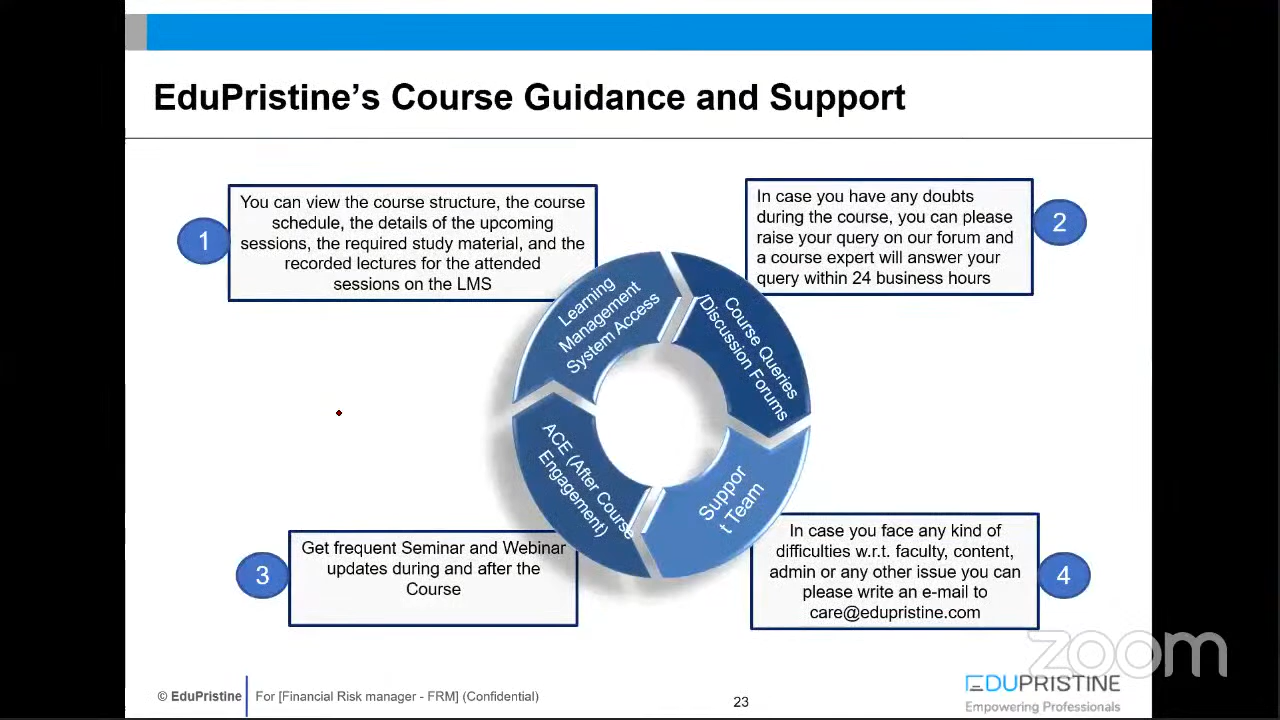 EduPristine’s Course Guidance and Support
1
You can view the course structure, the course
schedule, the details of the upcoming
sessions, the required study material, and the
recorded lectures for the attended
sessions on the LMS
In case you have any doubts
during the course, you can please
raise your query on our forum and
a course expert will answer your
query within 24 business hours
2
Learning
Management
System Access
Course Queries
/Discussion Forums
ACE (After Course
Engagement)
Suppor
t Team
3
Get frequent Seminar and Webinar
updates during and after the
Course
In case you face any kind of
difficulties w.r.t. faculty, content,
admin or any other issue you can
please write an e-mail to
care@edupristine.com
4
zoom
© EduPristine
For [Financial Risk manager - FRM] (Confidential)
23
EDUPRISTINE
Empowering Professionals